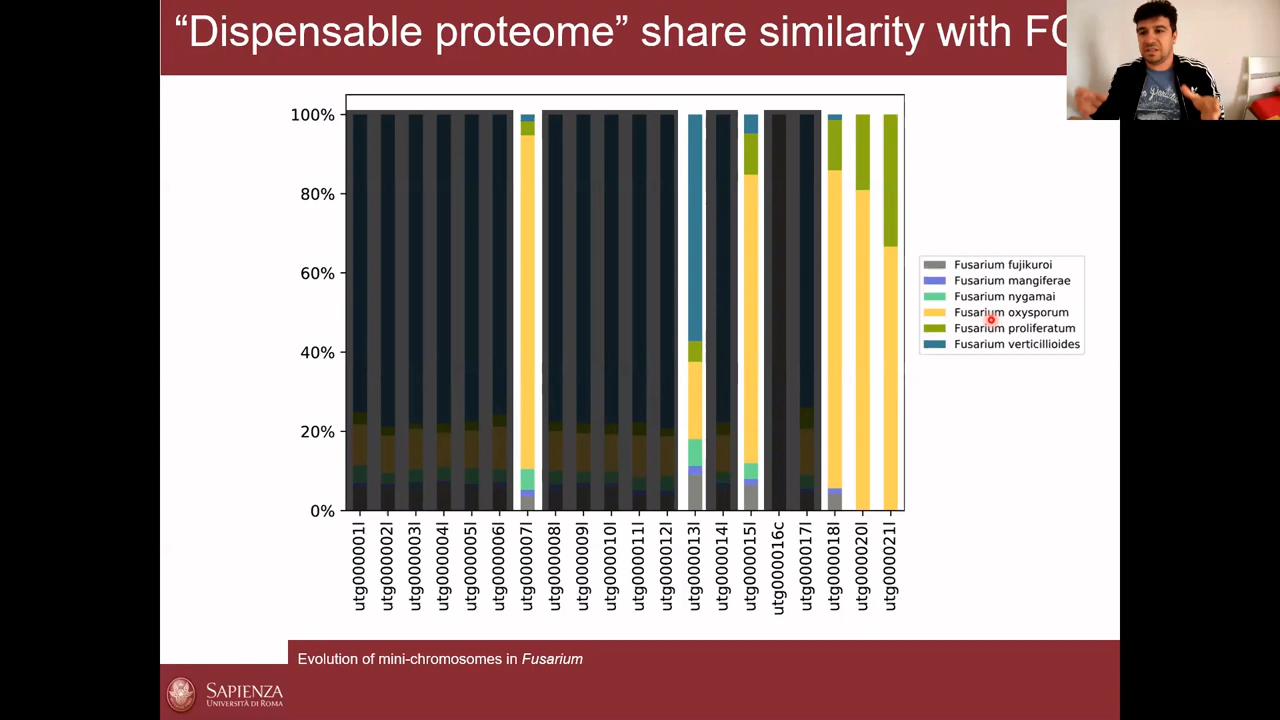 “Dispensable proteome” share similarity with FO
100%
80%
60%
40%
20%
0%
utg000001l
utg000002l
utg000003l
utg000004l
utg000005l
utg000006l
utg000007l
utg000008l
utg000009l
utg000010l
utg000011l
utg000012l
utg000013l
utg000014l
utg000015l
utg000016c
utg000017l
utg000018l
utg000020l
utg000021l
Fusarium fujikuroi
Fusarium mangiferae
Fusarium nygamai
Fusarium oxysporum
Fusarium proliferatum
Fusarium verticillioides
Evolution of mini-chromosomes in Fusarium
SAPIENZA
UNIVERSITÀ DI ROMA